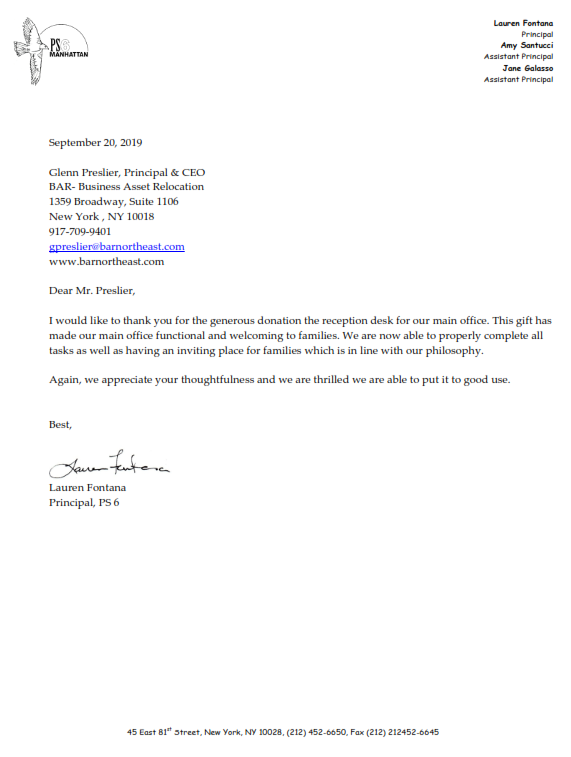 PS6
MANHATTAN
Lauren Fontana
Principal
Amy Santucci
Assistant Principal
Jane Galasso
Assistant Principal
September 20, 2019
Glenn Preslier, Principal & CEO
BAR- Business Asset Relocation
1359 Broadway, Suite 1106
New York , NY 10018
917-709-9401
gpreslier@barnortheast.com
www.barnortheast.com
Dear Mr. Preslier,
I would like to thank you for the generous donation the reception desk for our main office. This gift has
made our main office functional and welcoming to families. We are now able to properly complete all
tasks as well as having an inviting place for families which is in line with our philosophy.
Again, we appreciate your thoughtfulness and we are thrilled we are able to put it to good use.
Best,
Lauren Fontana
Lauren Fontana
Principal, PS 6
45 East 81st Street, New York, NY 10028, (212) 452-6650, Fax (212) 212452-6645